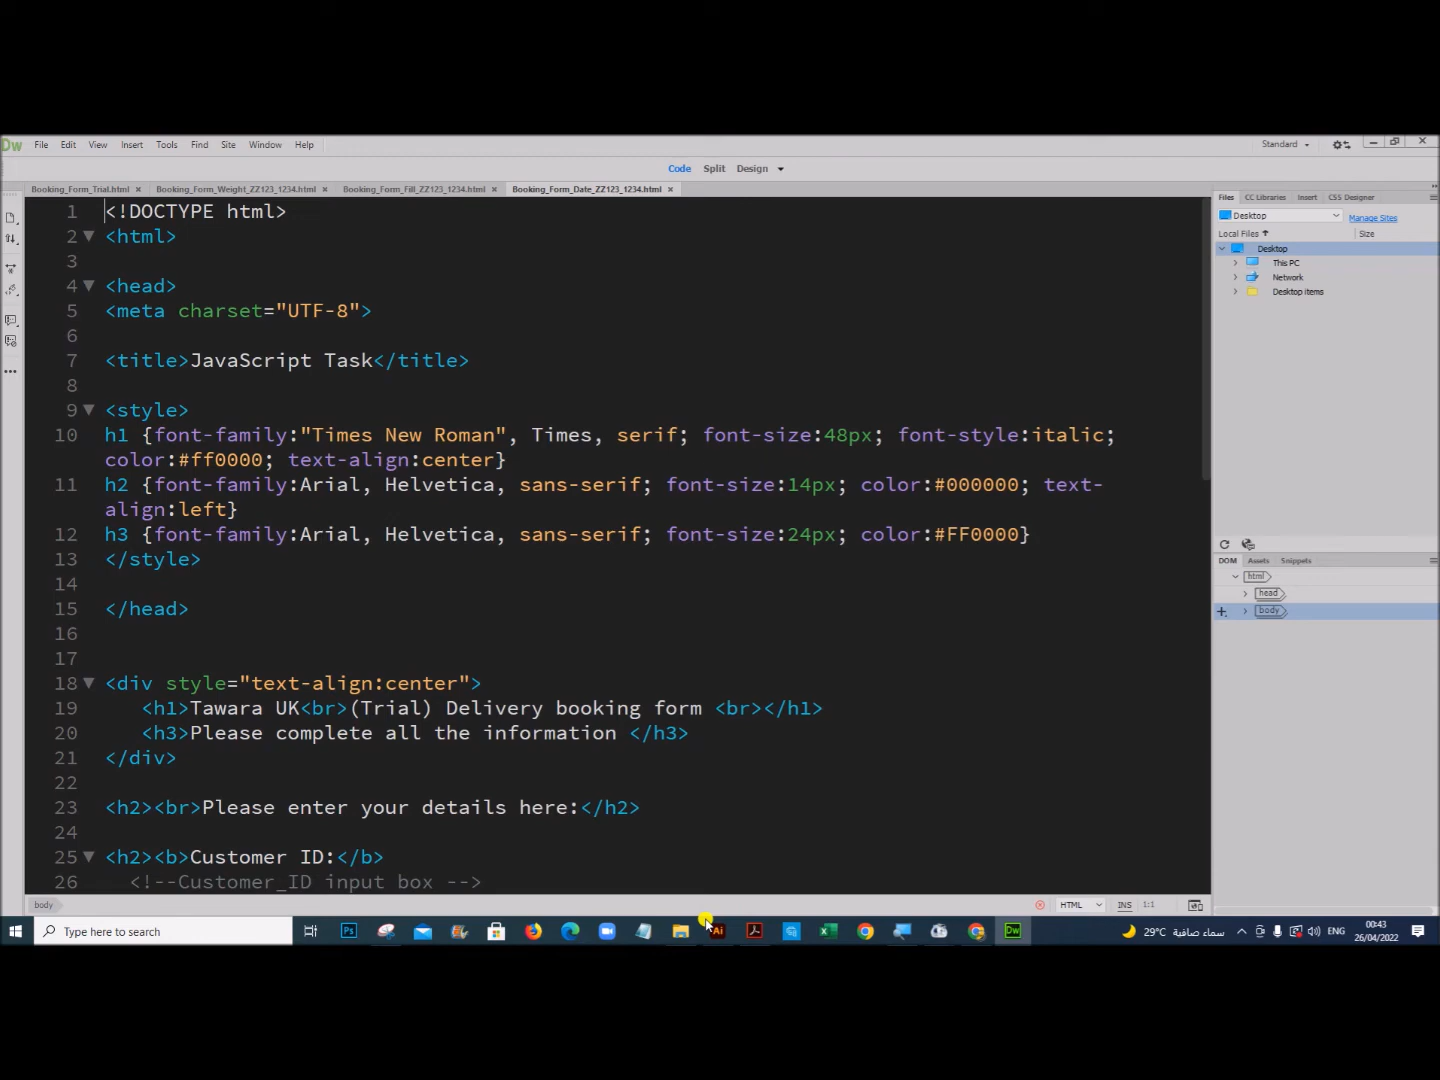 Dw File Edit View Insert Tools Find Site Window Help Standard
Code Split Design
Booking_Form_Trial.html × Booking_Form_Weight_ZZ123_1234.html × Booking_Form_Fill_ZZ123_1234.html × Booking_Form_Date_ZZ123_1234.html ×
1 <!DOCTYPE html>
2 <html>
3
4 <head>
5 <meta charset="UTF-8">
6
7 <title>JavaScript Task</title>
8
9 <style>
10 h1 {font-family:"Times New Roman", Times, serif; font-size:48px; font-style:italic;
color:#ff0000; text-align:center}
11 h2 {font-family:Arial, Helvetica, sans-serif; font-size:14px; color:#000000; text-
align:left}
12 h3 {font-family:Arial, Helvetica, sans-serif; font-size:24px; color:#FF0000}
13 </style>
14
15 </head>
16
17
18 <div style="text-align:center">
19 <h1>Tawara UK<br>(Trial) Delivery booking form <br></h1>
20 <h3>Please complete all the information </h3>
21 </div>
22
23 <h2><br>Please enter your details here:</h2>
24
25 <h2><b>Customer ID:</b>
26 <!--Customer_ID input box -->
Files CC Libraries Insert CSS Designer
Desktop Manage Sites
Local Files Size
Desktop
This PC
Network
Desktop items
DOM Assets Snippets
html
head
body
body HTML INS 1:1
Type here to search
Ps
Ai
Dw
29°C سماء صافية ENG
00:43
26/04/2022